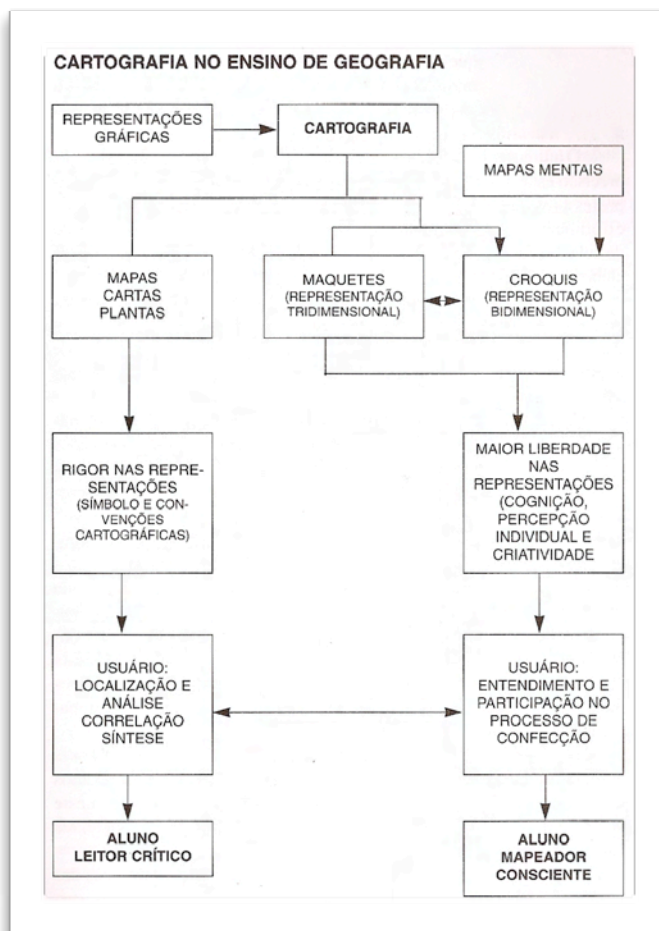 CARTOGRAFIA NO ENSINO DE GEOGRAFIA
REPRESENTAÇÕES
GRÁFICAS
CARTOGRAFIA
MAPAS MENTAIS
MAPAS
CARTAS
PLANTAS
MAQUETES
(REPRESENTAÇÃO
TRIDIMENSIONAL)
CROQUIS
(REPRESENTAÇÃO
BIDIMENSIONAL)
RIGOR NAS REPRE-
SENTAÇÕES
(SÍMBOLO E CON-
VENÇÕES
CARTOGRÁFICAS)
MAIOR LIBERDADE
NAS
REPRESENTAÇÕES
(COGNIÇÃO,
PERCEPÇÃO
INDIVIDUAL E
CRIATIVIDADE
USUÁRIO:
LOCALIZAÇÃO E
ANÁLISE
CORRELAÇÃO
SÍNTESE
USUÁRIO:
ENTENDIMENTO E
PARTICIPAÇÃO NO
PROCESSO DE
CONFECÇÃO
ALUNO
LEITOR CRÍTICO
ALUNO
MAPEADOR
CONSCIENTE